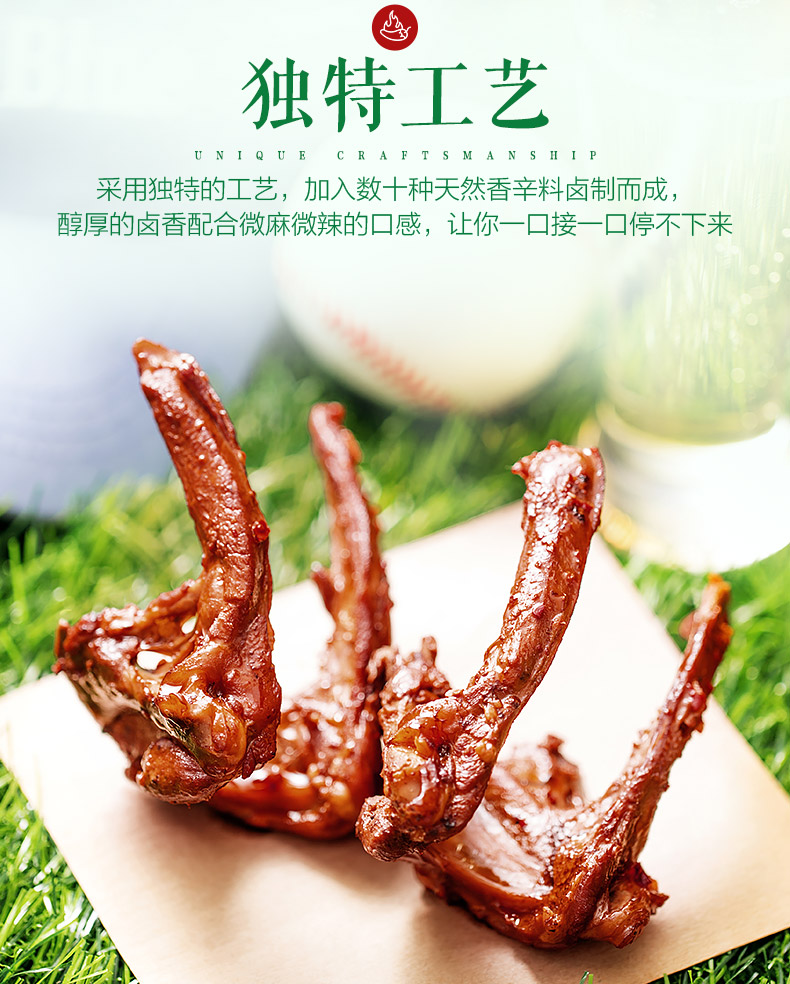 独特工艺
UNIQUE CRAFTSMANSHIP
采用独特的工艺，加入数十种天然香辛料卤制而成，
醇厚的卤香配合微麻微辣的口感，让你一口接一口停不下来